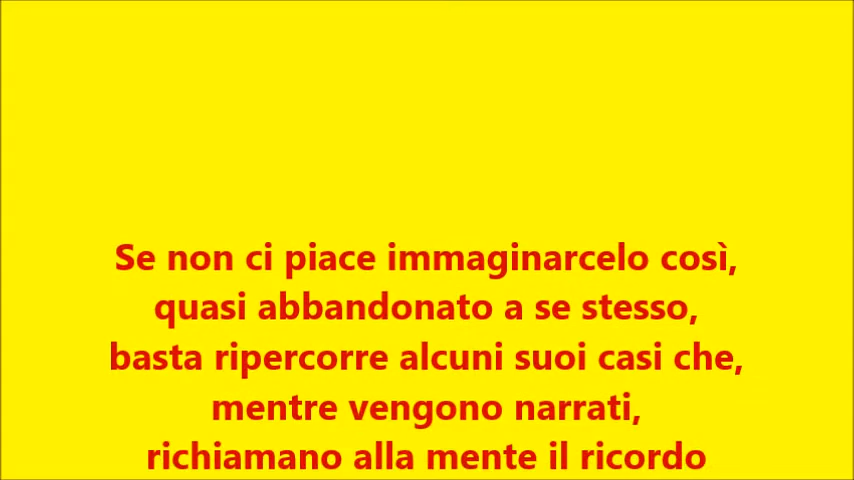 Se non ci piace immaginarcelo così,
quasi abbandonato a se stesso,
basta ripercorre alcuni suoi casi che,
mentre vengono narrati,
richiamano alla mente il ricordo